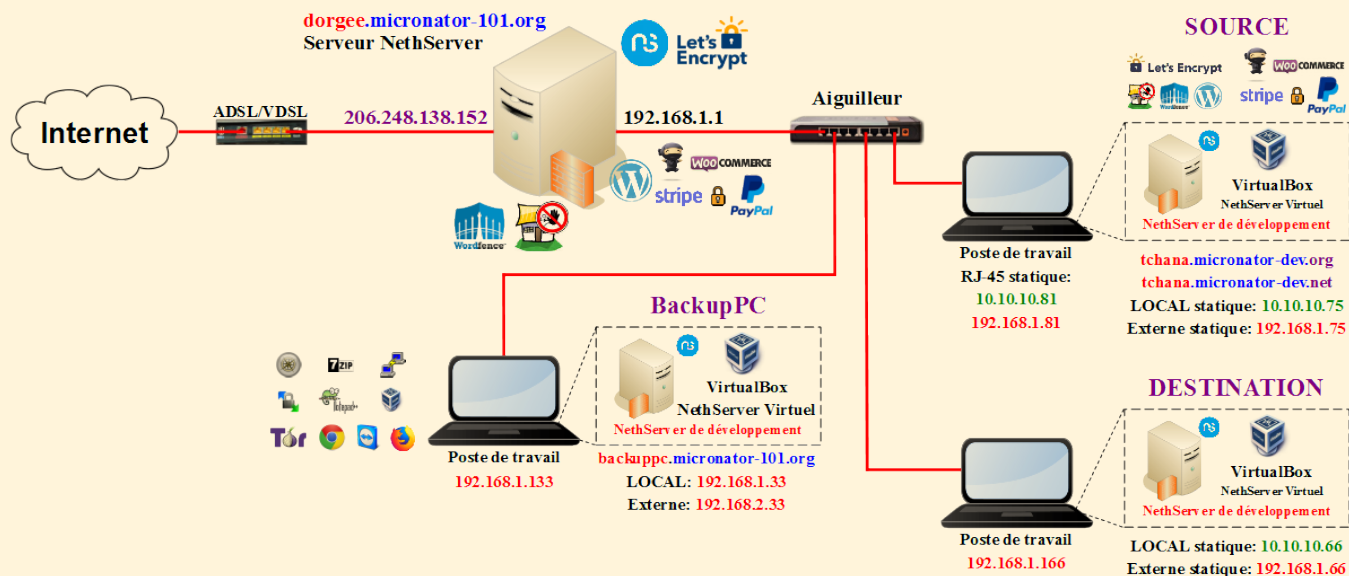 dorgee.micronator-101.org
Serveur NethServer
Let's
Encrypt
Internet
ADSL/VDSL
206.248.138.152
192.168.1.1
Aiguilleur
WOO COMMERCE
stripe
PayPal
Wordfence
SOURCE
Let's Encrypt
WOO COMMERCE
Wordfence
stripe
PayPal
VirtualBox
NethServer Virtuel
NethServer de développement
Poste de travail
RJ-45 statique:
10.10.10.81
192.168.1.81
tchana.micronator-dev.org
tchana.micronator-dev.net
LOCAL statique: 10.10.10.75
Externe statique: 192.168.1.75
BackupPC
7ZIP
Notepad++
Tor
VirtualBox
NethServer Virtuel
NethServer de développement
Poste de travail
192.168.1.133
backuppc.micronator-101.org
LOCAL: 192.168.1.33
Externe: 192.168.2.33
DESTINATION
VirtualBox
NethServer Virtuel
NethServer de développement
Poste de travail
192.168.1.166
LOCAL statique: 10.10.10.66
Externe statique: 192.168.1.66